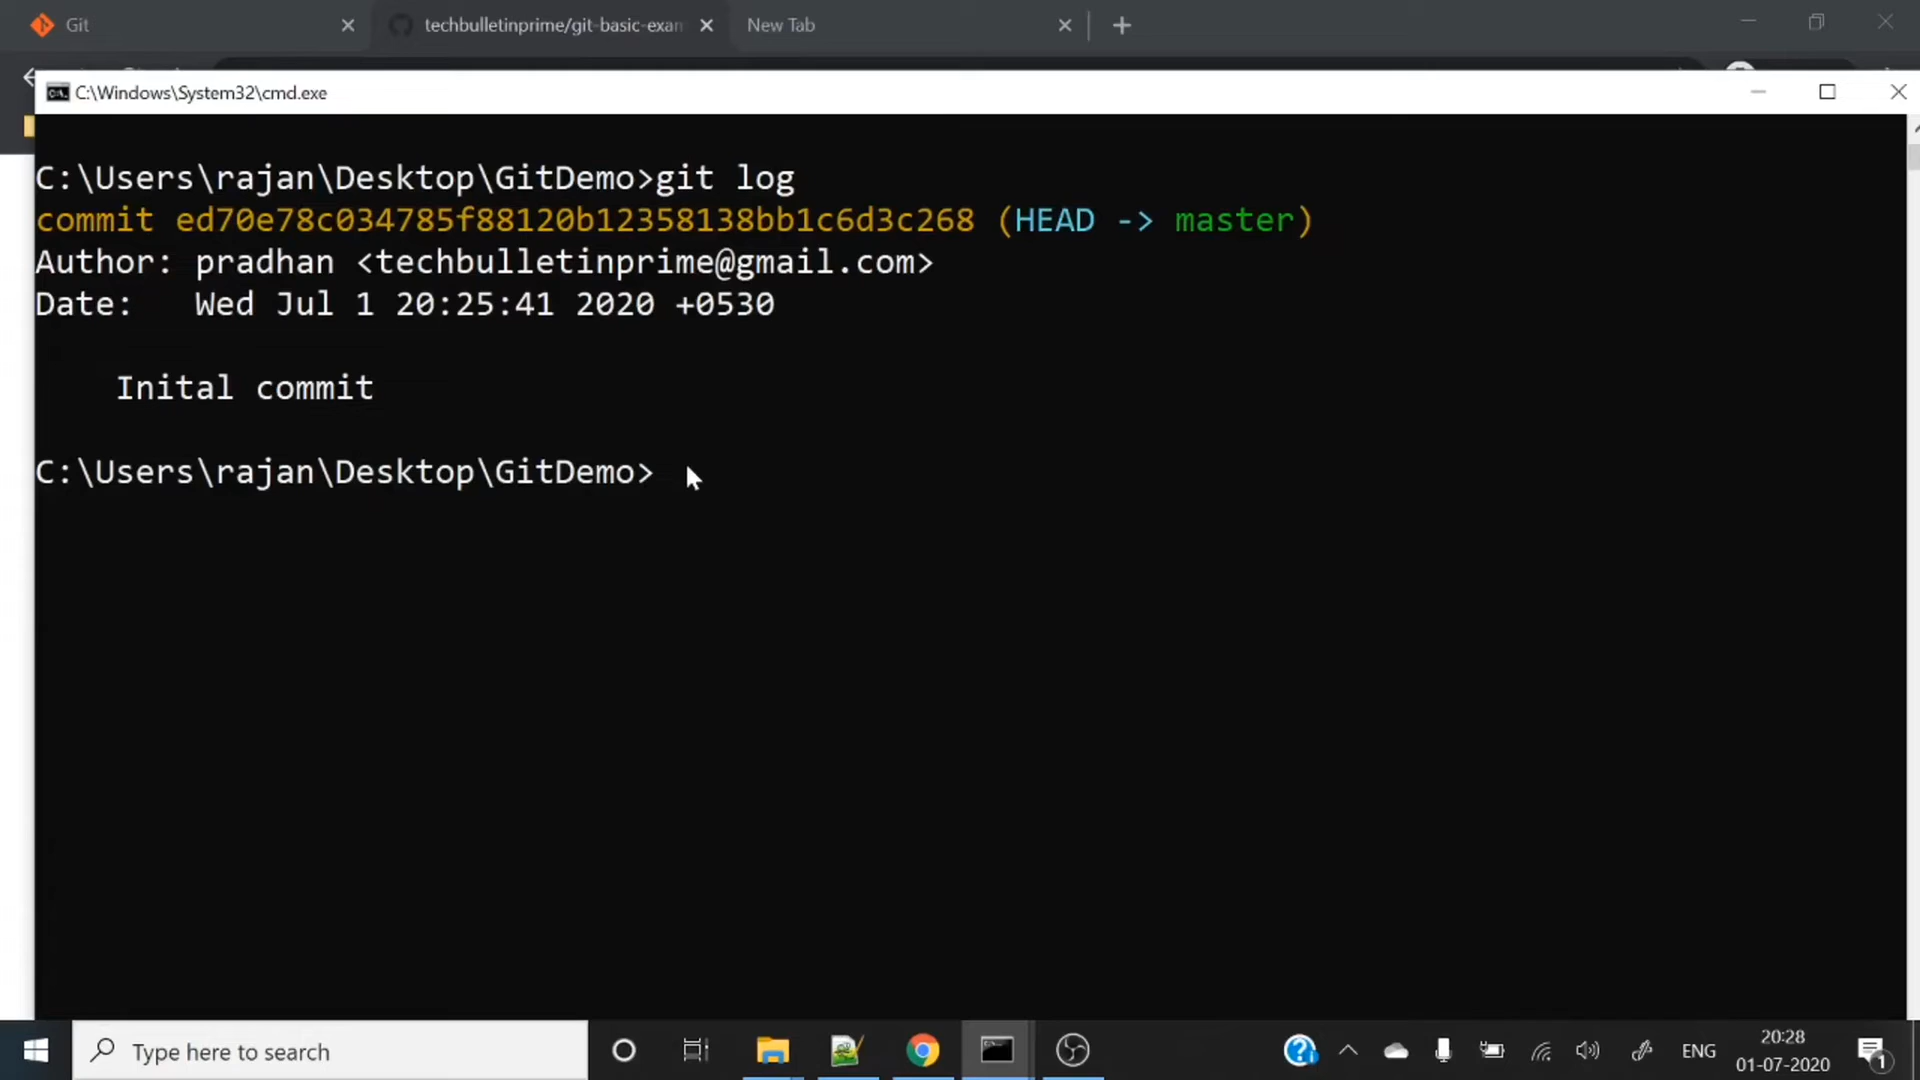 Git
techbulletinprime/git-basic-exan
New Tab
C:\Windows\System32\cmd.exe
C:\Users\rajan\Desktop\GitDemo>git log
commit ed70e78c034785f88120b12358138bb1c6d3c268 (HEAD -> master)
Author: pradhan <techbulletinprime@gmail.com>
Date:   Wed Jul 1 20:25:41 2020 +0530
Inital commit
C:\Users\rajan\Desktop\GitDemo>
Type here to search
ENG
20:28
01-07-2020
1